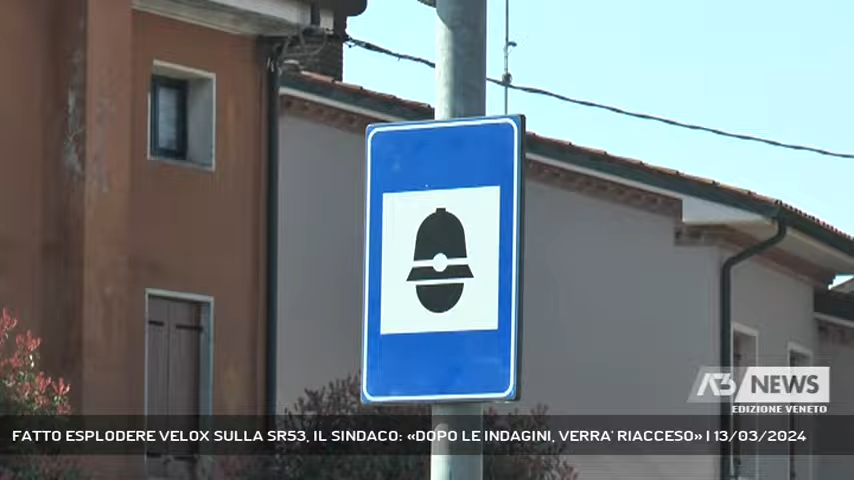 A3 NEWS
EDIZIONE VENETO
FATTO ESPLODERE VELOX SULLA SR53, IL SINDACO: «DOPO LE INDAGINI, VERRA' RIACCESO» | 13/03/2024